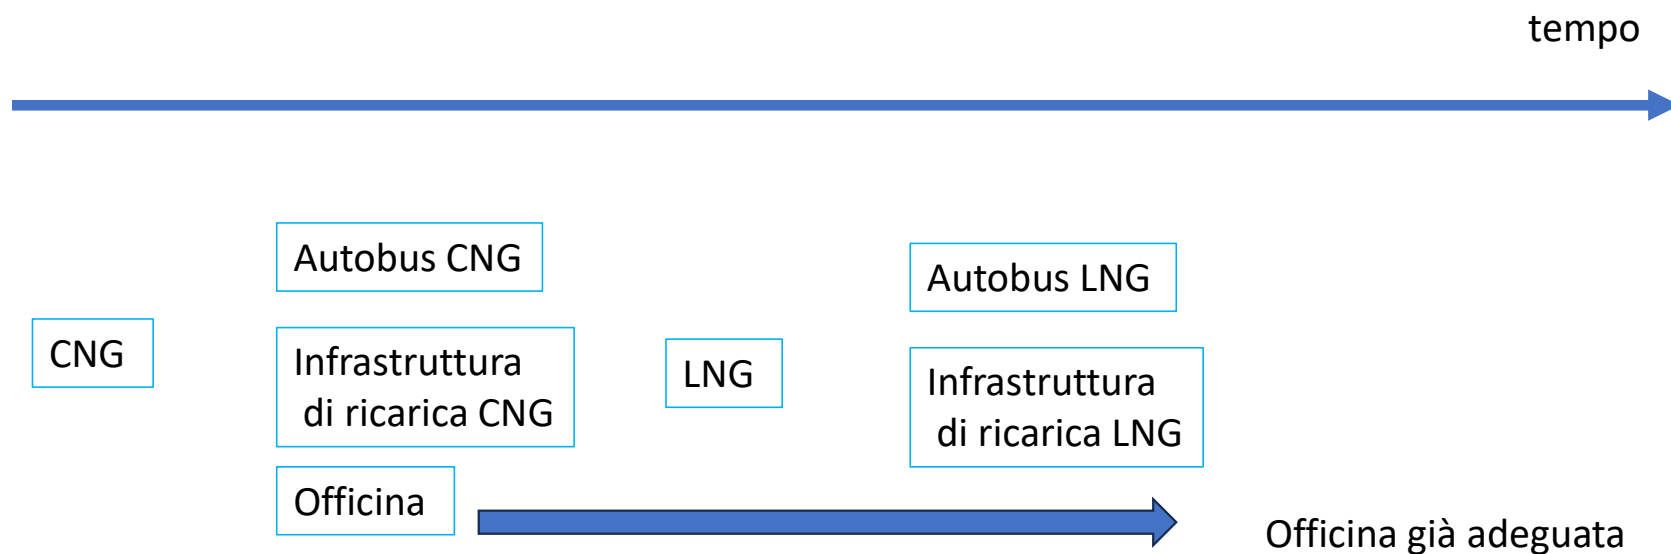 tempo
CNG
Autobus CNG
Infrastruttura
di ricarica CNG
Officina
LNG
Autobus LNG
Infrastruttura
di ricarica LNG
Officina già adeguata